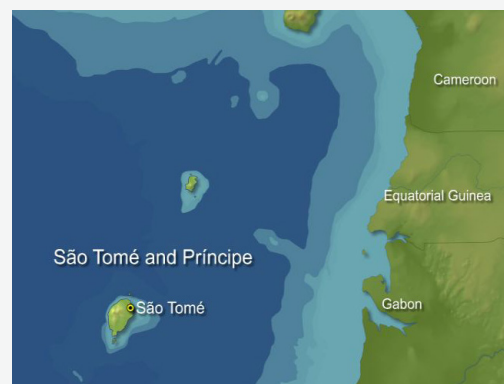 Cameroon
Equatorial Guinea
São Tomé and Príncipe
São Tomé
Gabon